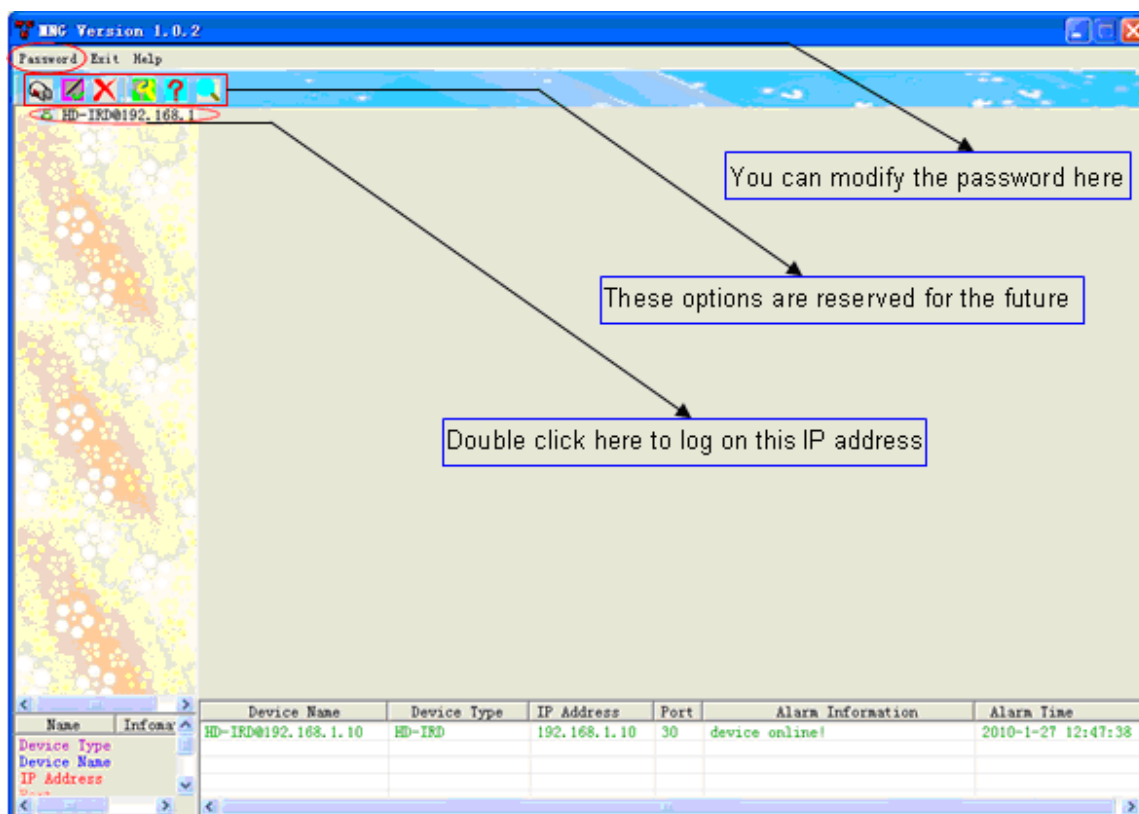 MNG Version 1.0.2
Password Exit Help
HD-IRD@192.168.1
You can modify the password here
These options are reserved for the future
Double click here to log on this IP address
Name Infoma
Device Type
Device Name
IP Address
Device Name Device Type IP Address Port Alarm Information Alarm Time
HD-IRD@192.168.1.10 HD-IRD 192.168.1.10 30 device online! 2010-1-27 12:47:38